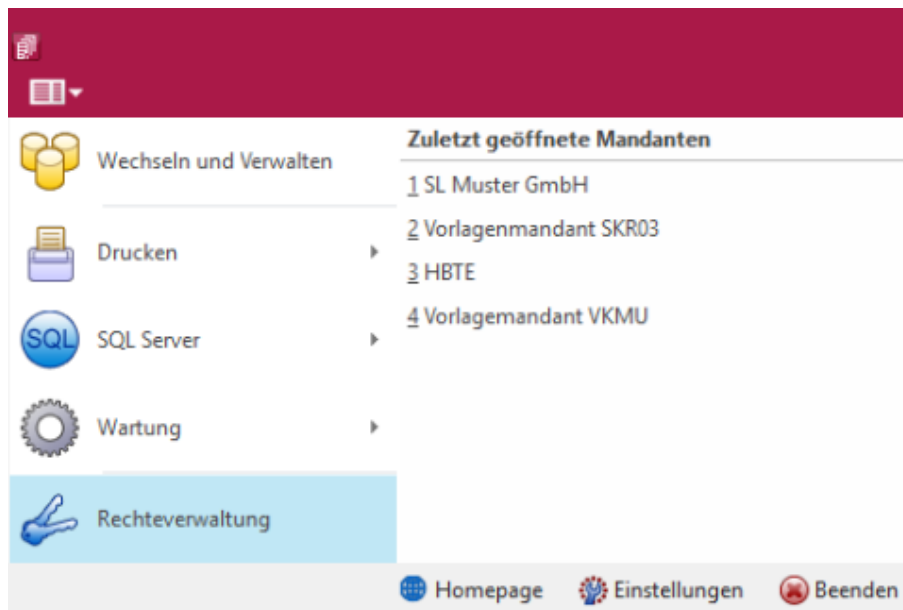 Wechseln und Verwalten
Drucken
SQL
SQL Server
Wartung
Rechteverwaltung
Zuletzt geöffnete Mandanten
1 SL Muster GmbH
2 Vorlagenmandant SKR03
3 HBTE
4 Vorlagemandant VKMU
Homepage
Einstellungen
Beenden